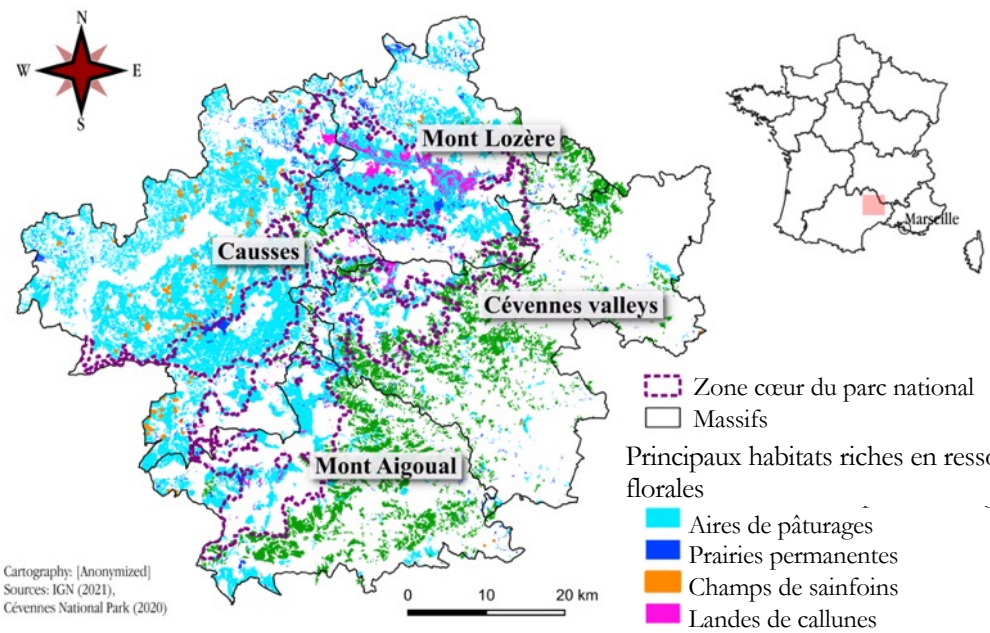 N
W E
S
Mont Lozère
Causses
Cévennes valleys
Mont Aigoual
Marseille
Zone cœur du parc national
Massifs
Principaux habitats riches en resso
florales
Aires de pâturages
Prairies permanentes
Champs de sainfoins
Landes de callunes
Cartography: [Anonymized]
Sources: IGN (2021),
Cévennes National Park (2020)
0 10 20 km